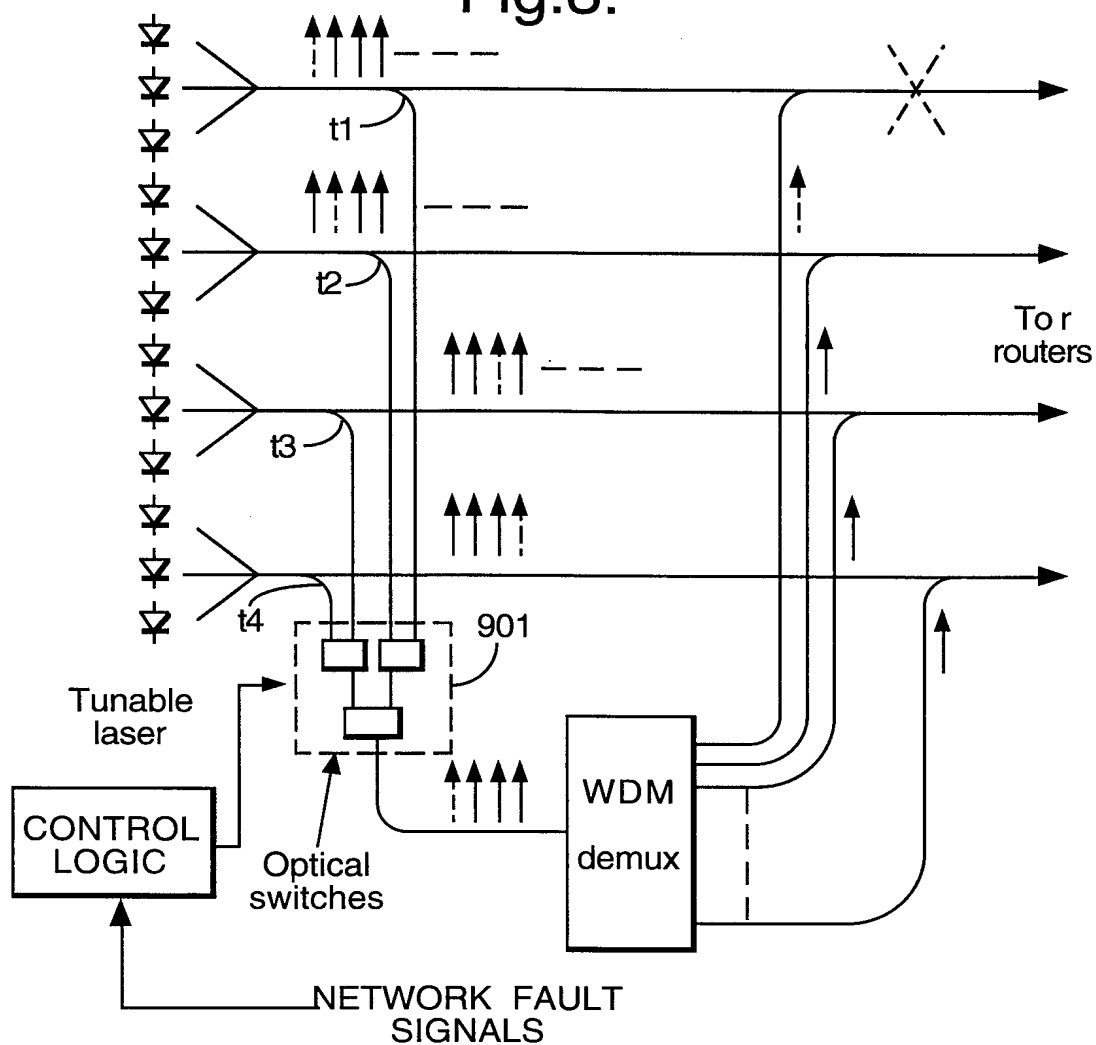 t1
t2
To r
routers
t3
t4
901
Tunable
laser
WDM
demux
CONTROL
LOGIC
Optical
switches
NETWORK FAULT
SIGNALS